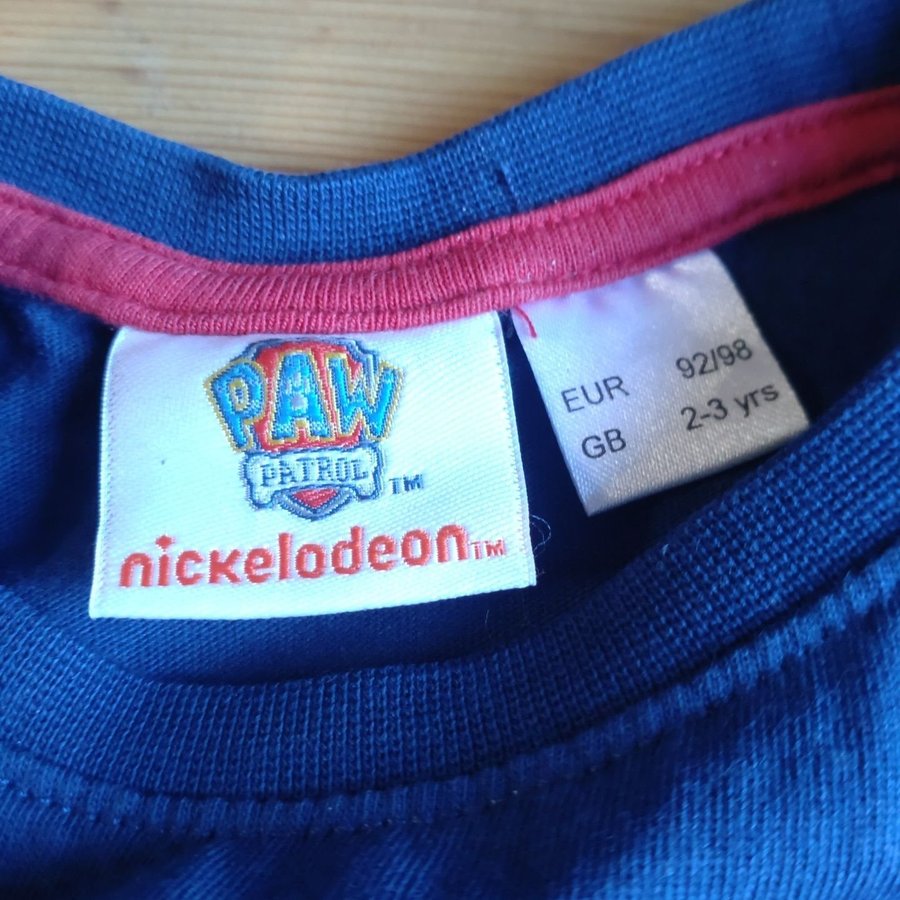 PAW
PATROL TM
nickelodeon TM
EUR 92/98
GB 2-3 yrs